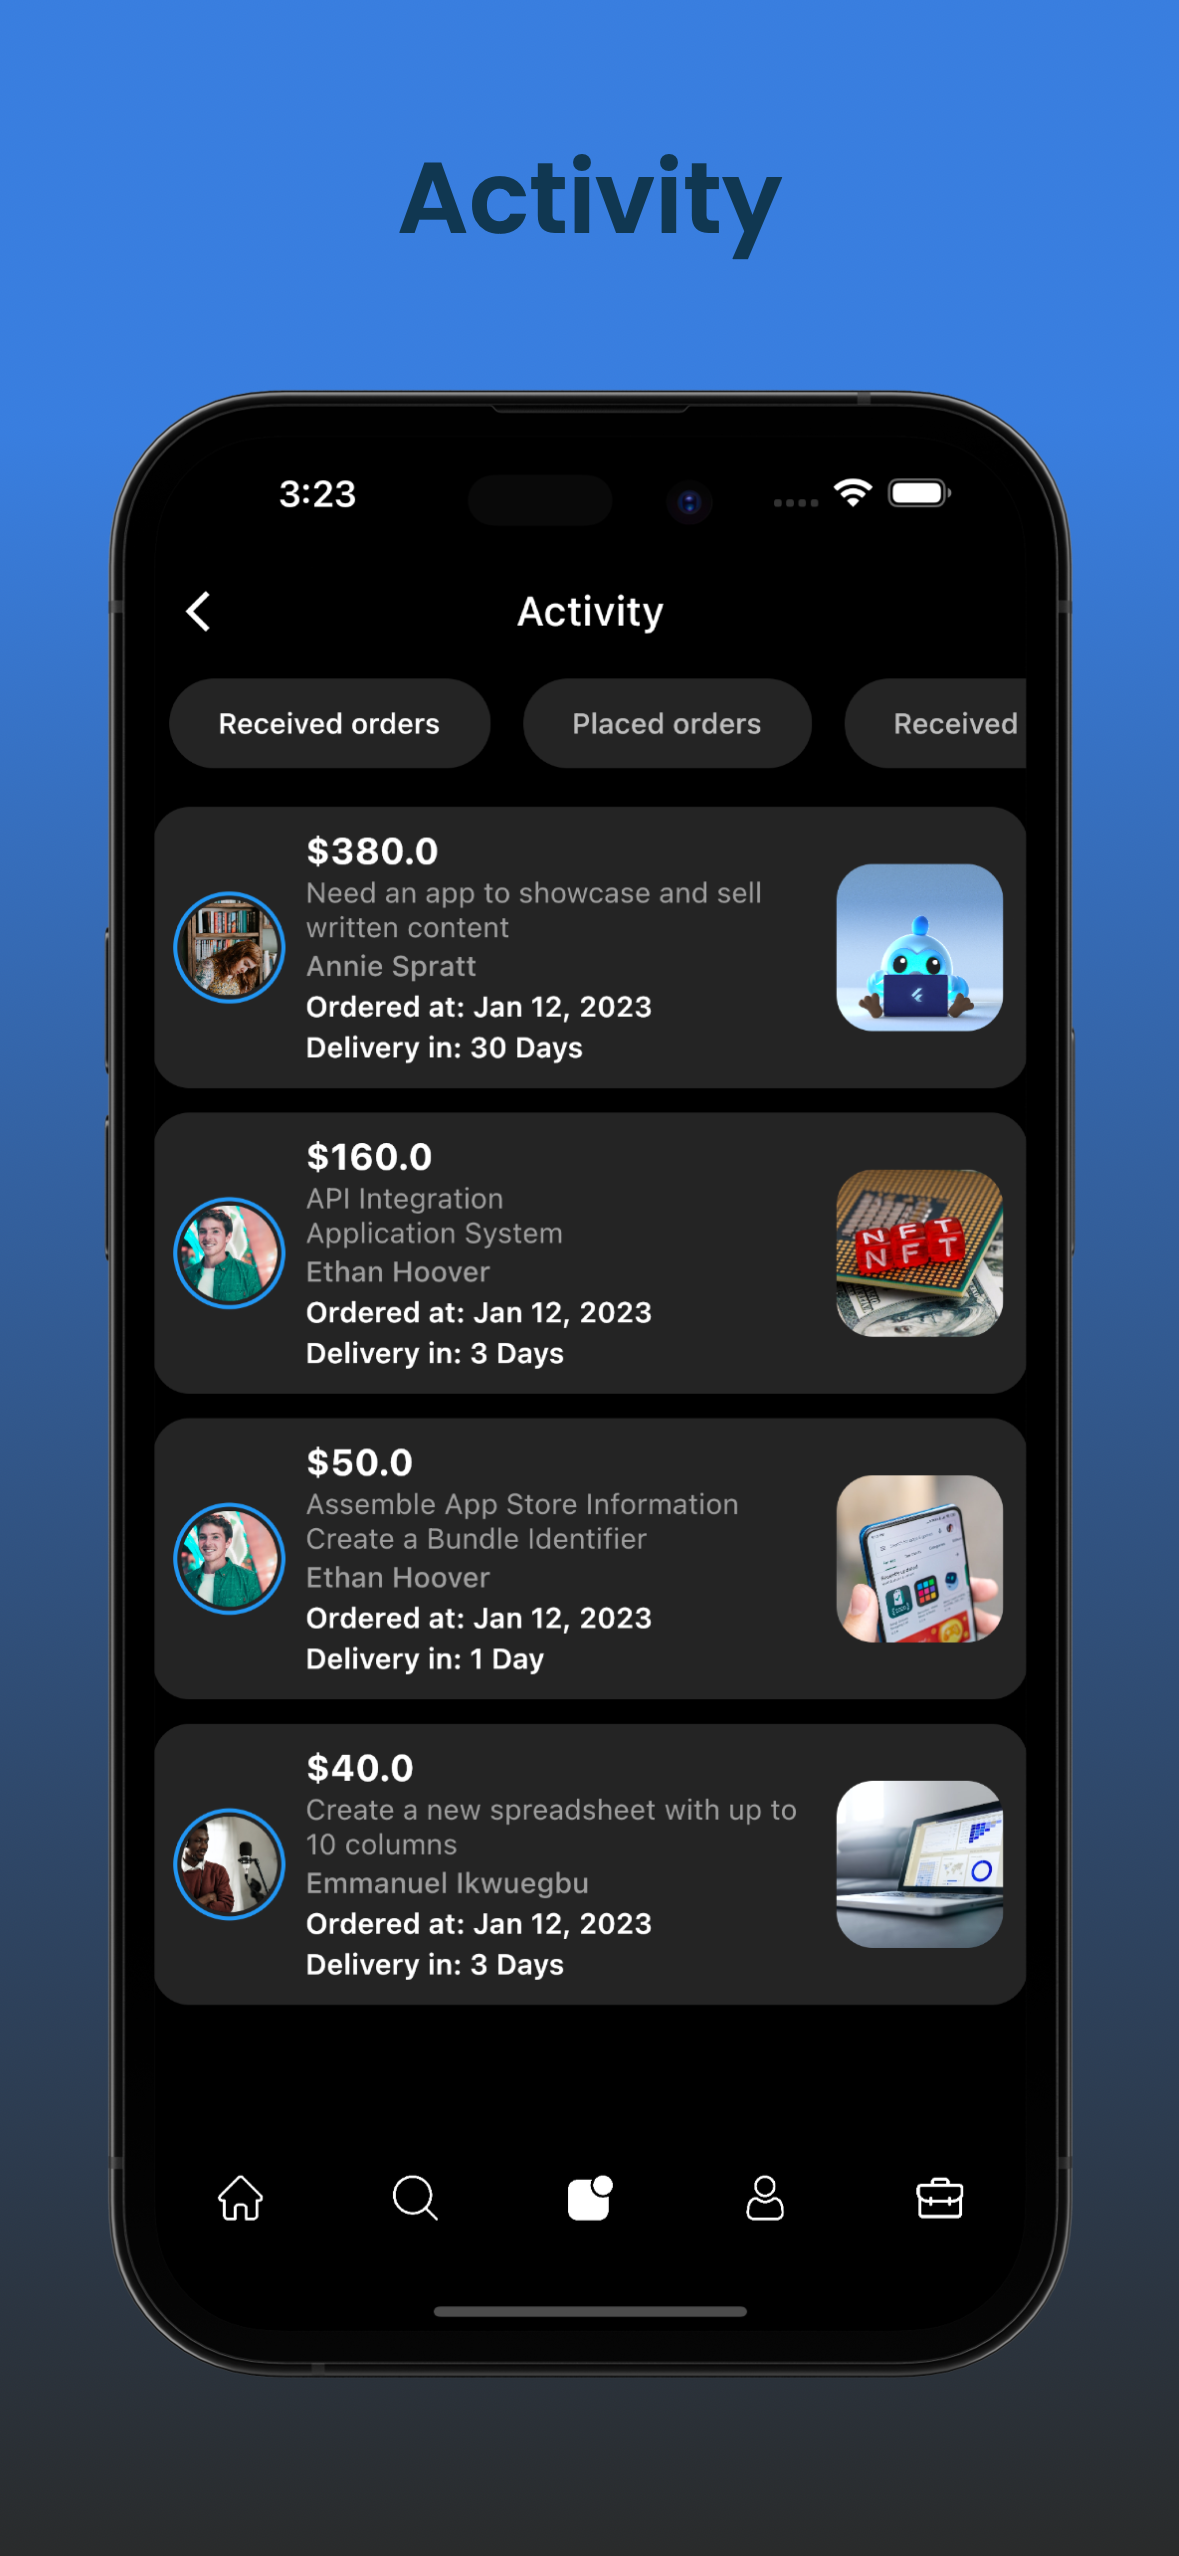 Activity
3:23
Activity
Received orders
Placed orders
Received
$380.0
Need an app to showcase and sell
written content
Annie Spratt
Ordered at: Jan 12, 2023
Delivery in: 30 Days
$160.0
API Integration
Application System
Ethan Hoover
Ordered at: Jan 12, 2023
Delivery in: 3 Days
NFT
NFT
$50.0
Assemble App Store Information
Create a Bundle Identifier
Ethan Hoover
Ordered at: Jan 12, 2023
Delivery in: 1 Day
$40.0
Create a new spreadsheet with up to
10 columns
Emmanuel Ikwuegbu
Ordered at: Jan 12, 2023
Delivery in: 3 Days